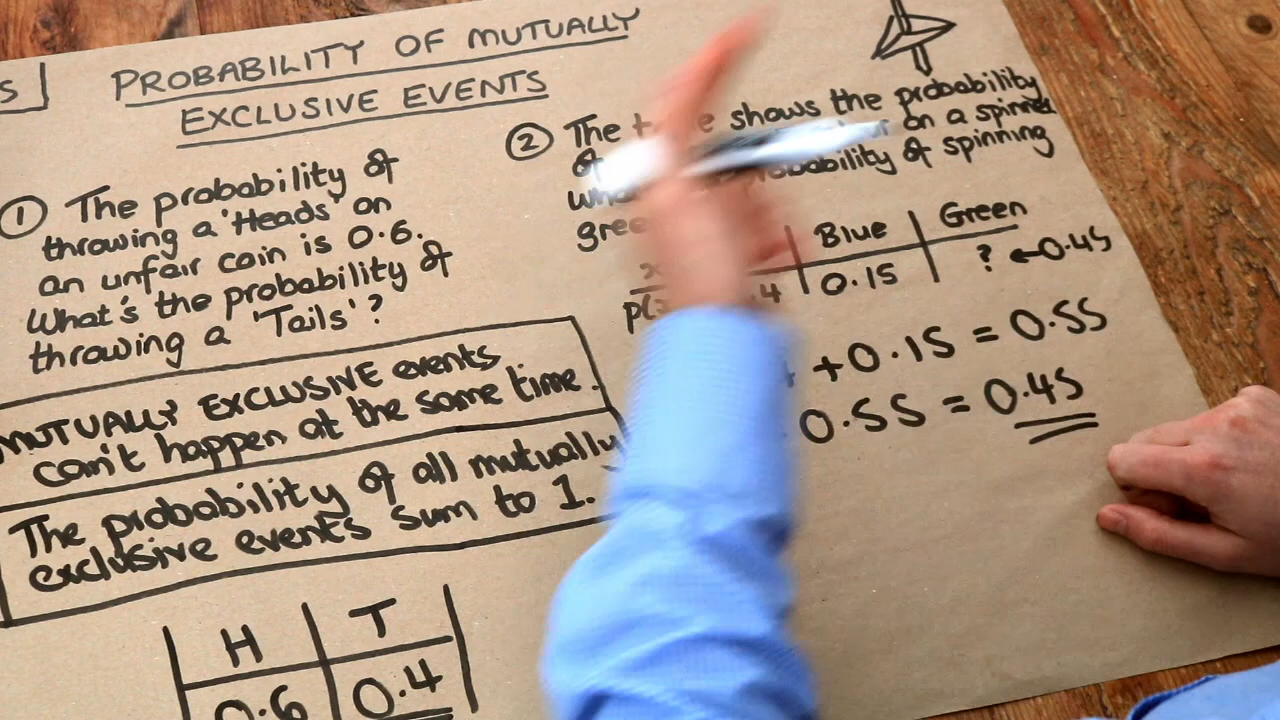 S
PROBABILITY OF MUTUALLY
EXCLUSIVE EVENTS
① The probability of
throwing a 'Heads' on
an unfair coin is 0.6.
What's the probability of
throwing a 'Tails'?
MUTUALLY EXCLUSIVE events
can't happen at the same time.
The probability of all mutually
exclusive events sum to 1.
H T
0.6 0.4
② The shows the probability
of on a spinner
probability of spinning
Blue Green
0.15 ? ←0.45
+0.15 = 0.55
0.55 = 0.45